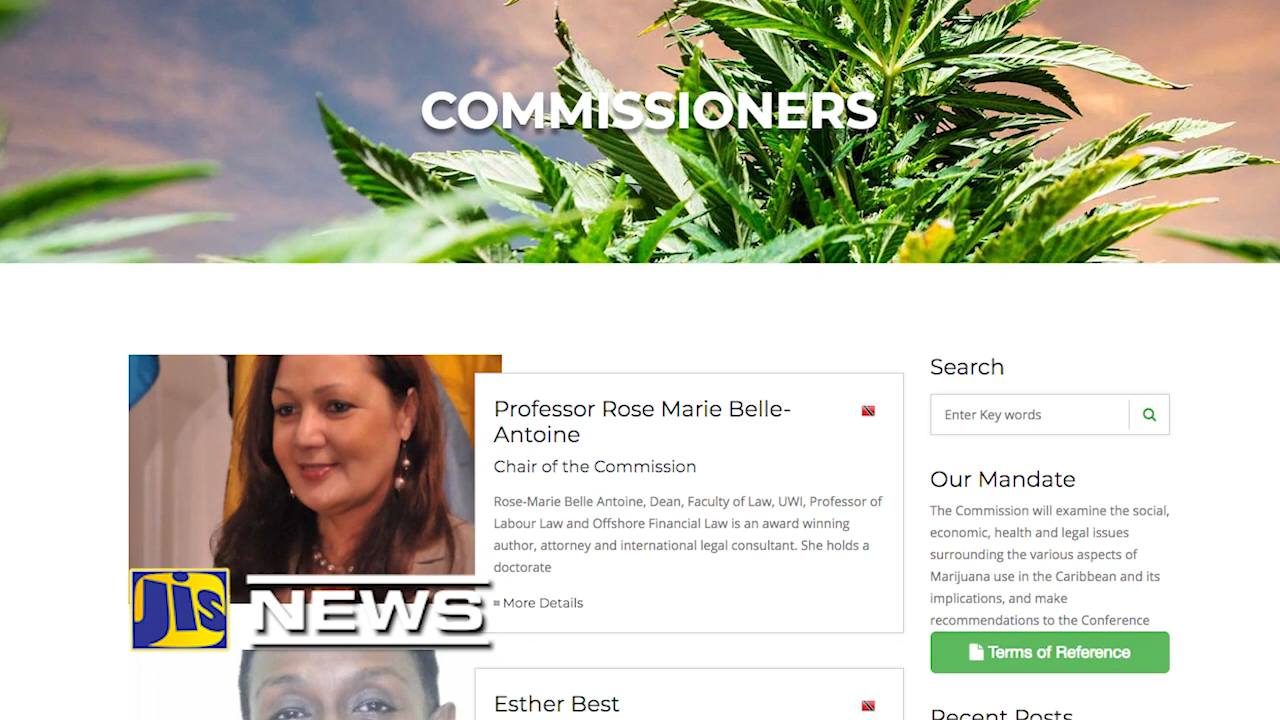 COMMISSIONERS
Professor Rose Marie Belle-
Antoine
Chair of the Commission
Rose-Marie Belle Antoine, Dean, Faculty of Law, UWI, Professor of
Labour Law and Offshore Financial Law is an award winning
author, attorney and international legal consultant. She holds a
doctorate
More Details
Esther Best
Search
Enter Key words
Our Mandate
The Commission will examine the social,
economic, health and legal issues
surrounding the various aspects of
Marijuana use in the Caribbean and its
implications, and make
recommendations to the Conference
Terms of Reference
Recent Posts
Jis NEWS